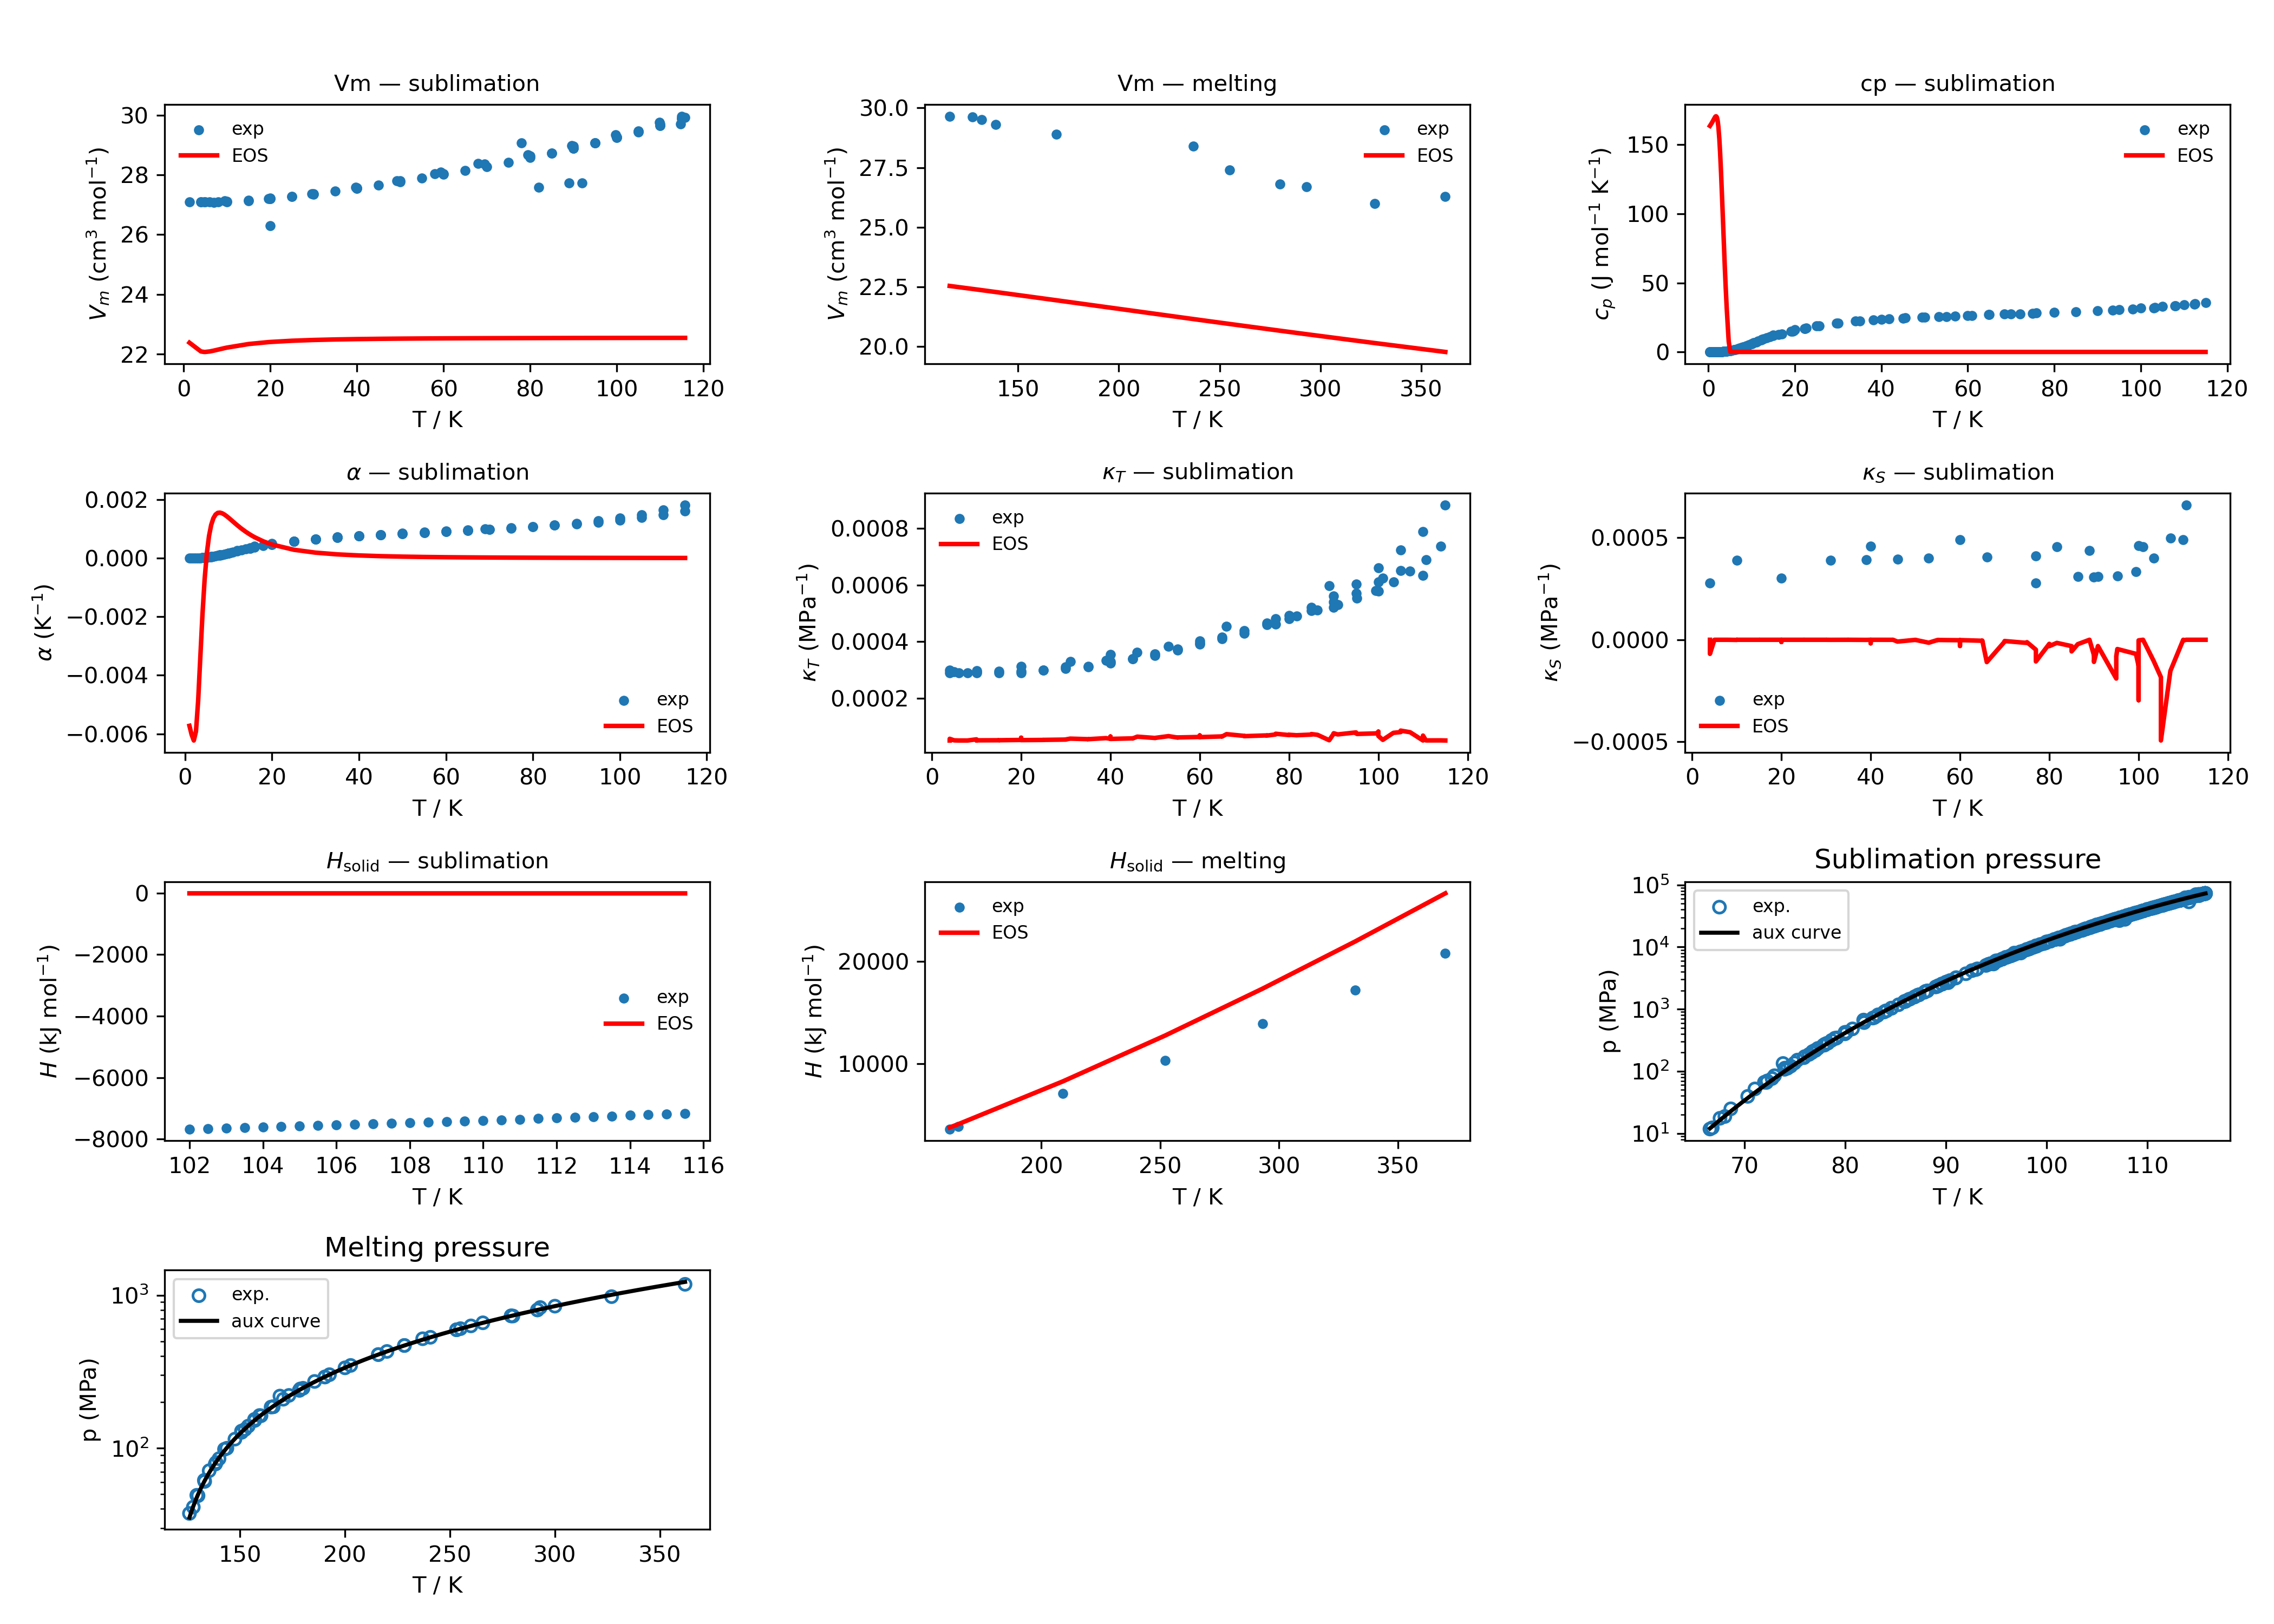 Vm — sublimation
V_m (cm³ mol⁻¹)
30
28
26
24
22
exp
EOS
0 20 40 60 80 100 120
T / K
Vm — melting
V_m (cm³ mol⁻¹)
30.0
27.5
25.0
22.5
20.0
exp
EOS
150 200 250 300 350
T / K
cp — sublimation
c_p (J mol⁻¹ K⁻¹)
150
100
50
0
exp
EOS
0 20 40 60 80 100 120
T / K
α — sublimation
α (K⁻¹)
0.002
0.000
−0.002
−0.004
−0.006
exp
EOS
0 20 40 60 80 100 120
T / K
κ_T — sublimation
κ_T (MPa⁻¹)
0.0008
0.0006
0.0004
0.0002
exp
EOS
0 20 40 60 80 100 120
T / K
κ_S — sublimation
κ_S (MPa⁻¹)
0.0005
0.0000
−0.0005
exp
EOS
0 20 40 60 80 100 120
T / K
H_solid — sublimation
H (kJ mol⁻¹)
0
−2000
−4000
−6000
−8000
exp
EOS
102 104 106 108 110 112 114 116
T / K
H_solid — melting
H (kJ mol⁻¹)
20000
10000
exp
EOS
200 250 300 350
T / K
Sublimation pressure
p (MPa)
10⁵
10⁴
10³
10²
10¹
exp.
aux curve
70 80 90 100 110
T / K
Melting pressure
p (MPa)
10³
10²
exp.
aux curve
150 200 250 300 350
T / K